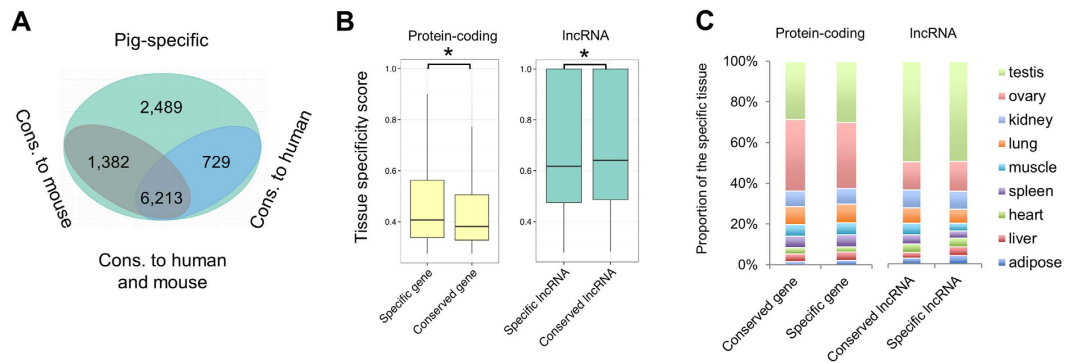 A
Pig-specific
2,489
1,382
729
6,213
Cons. to mouse
Cons. to human
Cons. to human
and mouse
B
Protein-coding
lncRNA
*
*
Tissue specificity score
1.0
0.8
0.6
0.4
1.0
0.8
0.6
0.4
Specific gene
Conserved gene
Specific lncRNA
Conserved lncRNA
C
Protein-coding
lncRNA
Proportion of the specific tissue
100%
80%
60%
40%
20%
0%
Conserved gene
Specific gene
Conserved lncRNA
Specific lncRNA
testis
ovary
kidney
lung
muscle
spleen
heart
liver
adipose